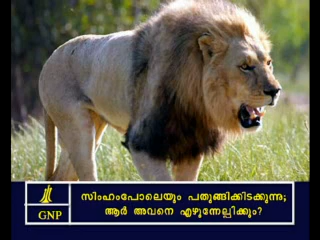 സിംഹംപോലെയും പതുങ്ങിക്കിടക്കുന്നു;
ആർ അവനെ എഴുന്നേല്പിക്കും?
GNP